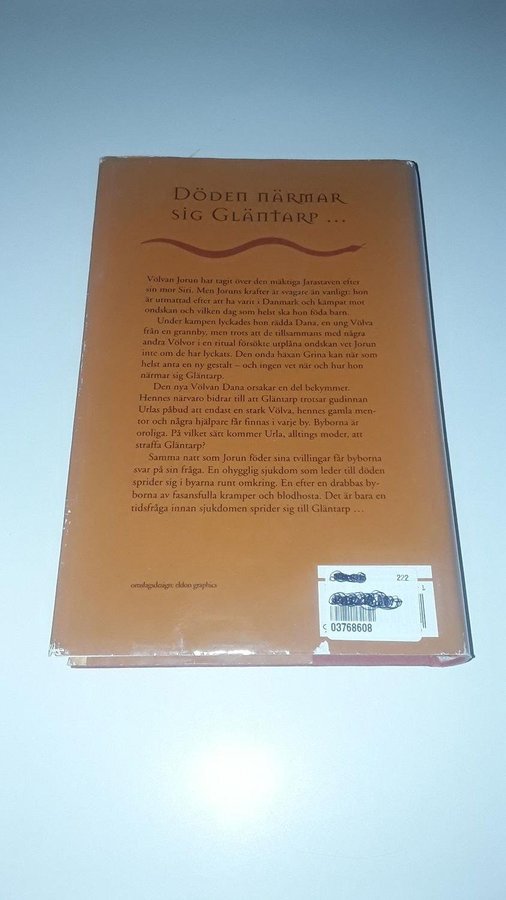 Döden närmar
sig Gläntarp ...
Völvan Jorun har tagit över den mäktiga Jarastaven efter
sin mor Siri. Men Joruns krafter är svagare än vanligt; hon
är utmattad efter att ha varit i Danmark och kämpat mot
ondskan och vilken dag som helst ska hon föda barn.
Under kampen lyckades hon rädda Dana, en ung Völva
från en grannby, men trots att de tillsammans med några
andra Völvor i en ritual försökte utplåna ondskan vet Jorun
inte om de har lyckats. Den onda häxan Grina kan när som
helst anta en ny gestalt – och ingen vet när och hur hon
närmar sig Gläntarp.
Den nya Völvan Dana orsakar en del bekymmer.
Hennes närvaro bidrar till att Gläntarp trotsar gudinnan
Urlas påbud att endast en stark Völva, hennes gamla men-
tor och några hjälpare får finnas i varje by. Byborna är
oroliga. På vilket sätt kommer Urla, alltings moder, att
straffa Gläntarp?
Samma natt som Jorun föder sina tvillingar får byborna
svar på sin fråga. En ohygglig sjukdom som leder till döden
sprider sig i byarna runt omkring. En efter en drabbas by-
borna av fasansfulla kramper och blodhosta. Det är bara en
tidsfråga innan sjukdomen sprider sig till Gläntarp ...
omslagsdesign: eldon graphics
222
03768608